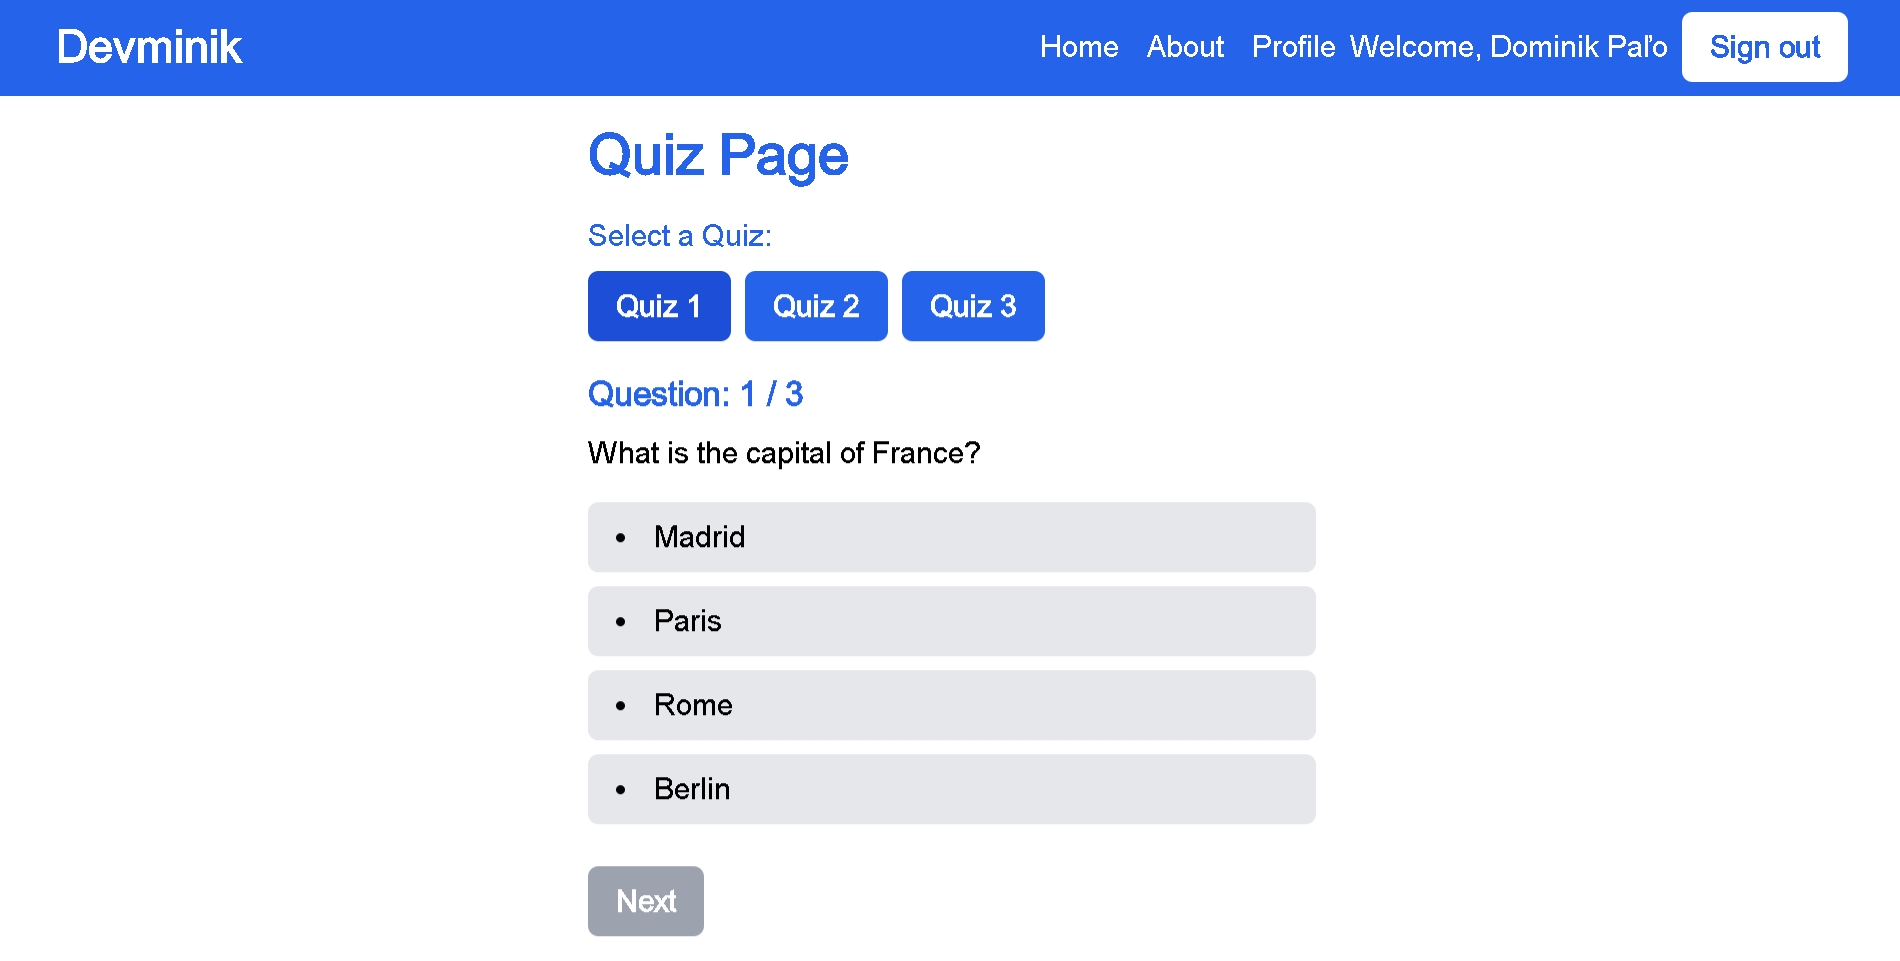 Devminik
Home About Profile Welcome, Dominik Paľo Sign out
Quiz Page
Select a Quiz:
Quiz 1 Quiz 2 Quiz 3
Question: 1 / 3
What is the capital of France?
• Madrid
• Paris
• Rome
• Berlin
Next